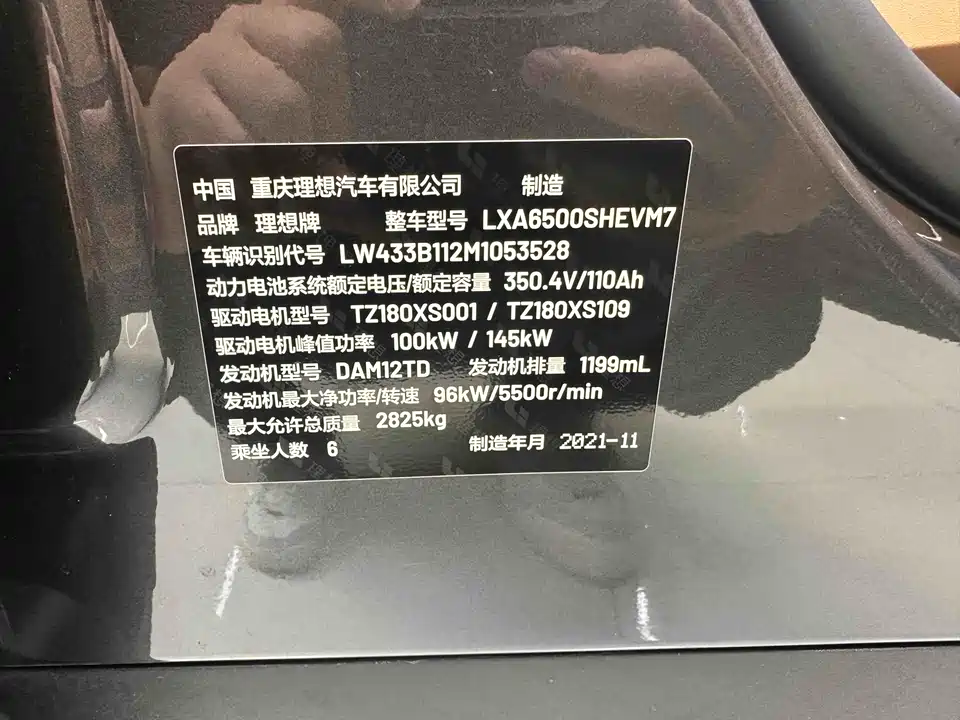 中国 重庆理想汽车有限公司 制造
品牌 理想牌 整车型号 LXA6500SHEVM7
车辆识别代号 LW433B112M1053528
动力电池系统额定电压/额定容量 350.4V/110Ah
驱动电机型号 TZ180XS001 / TZ180XS109
驱动电机峰值功率 100kW / 145kW
发动机型号 DAM12TD 发动机排量 1199mL
发动机最大净功率/转速 96kW/5500r/min
最大允许总质量 2825kg
乘坐人数 6 制造年月 2021-11